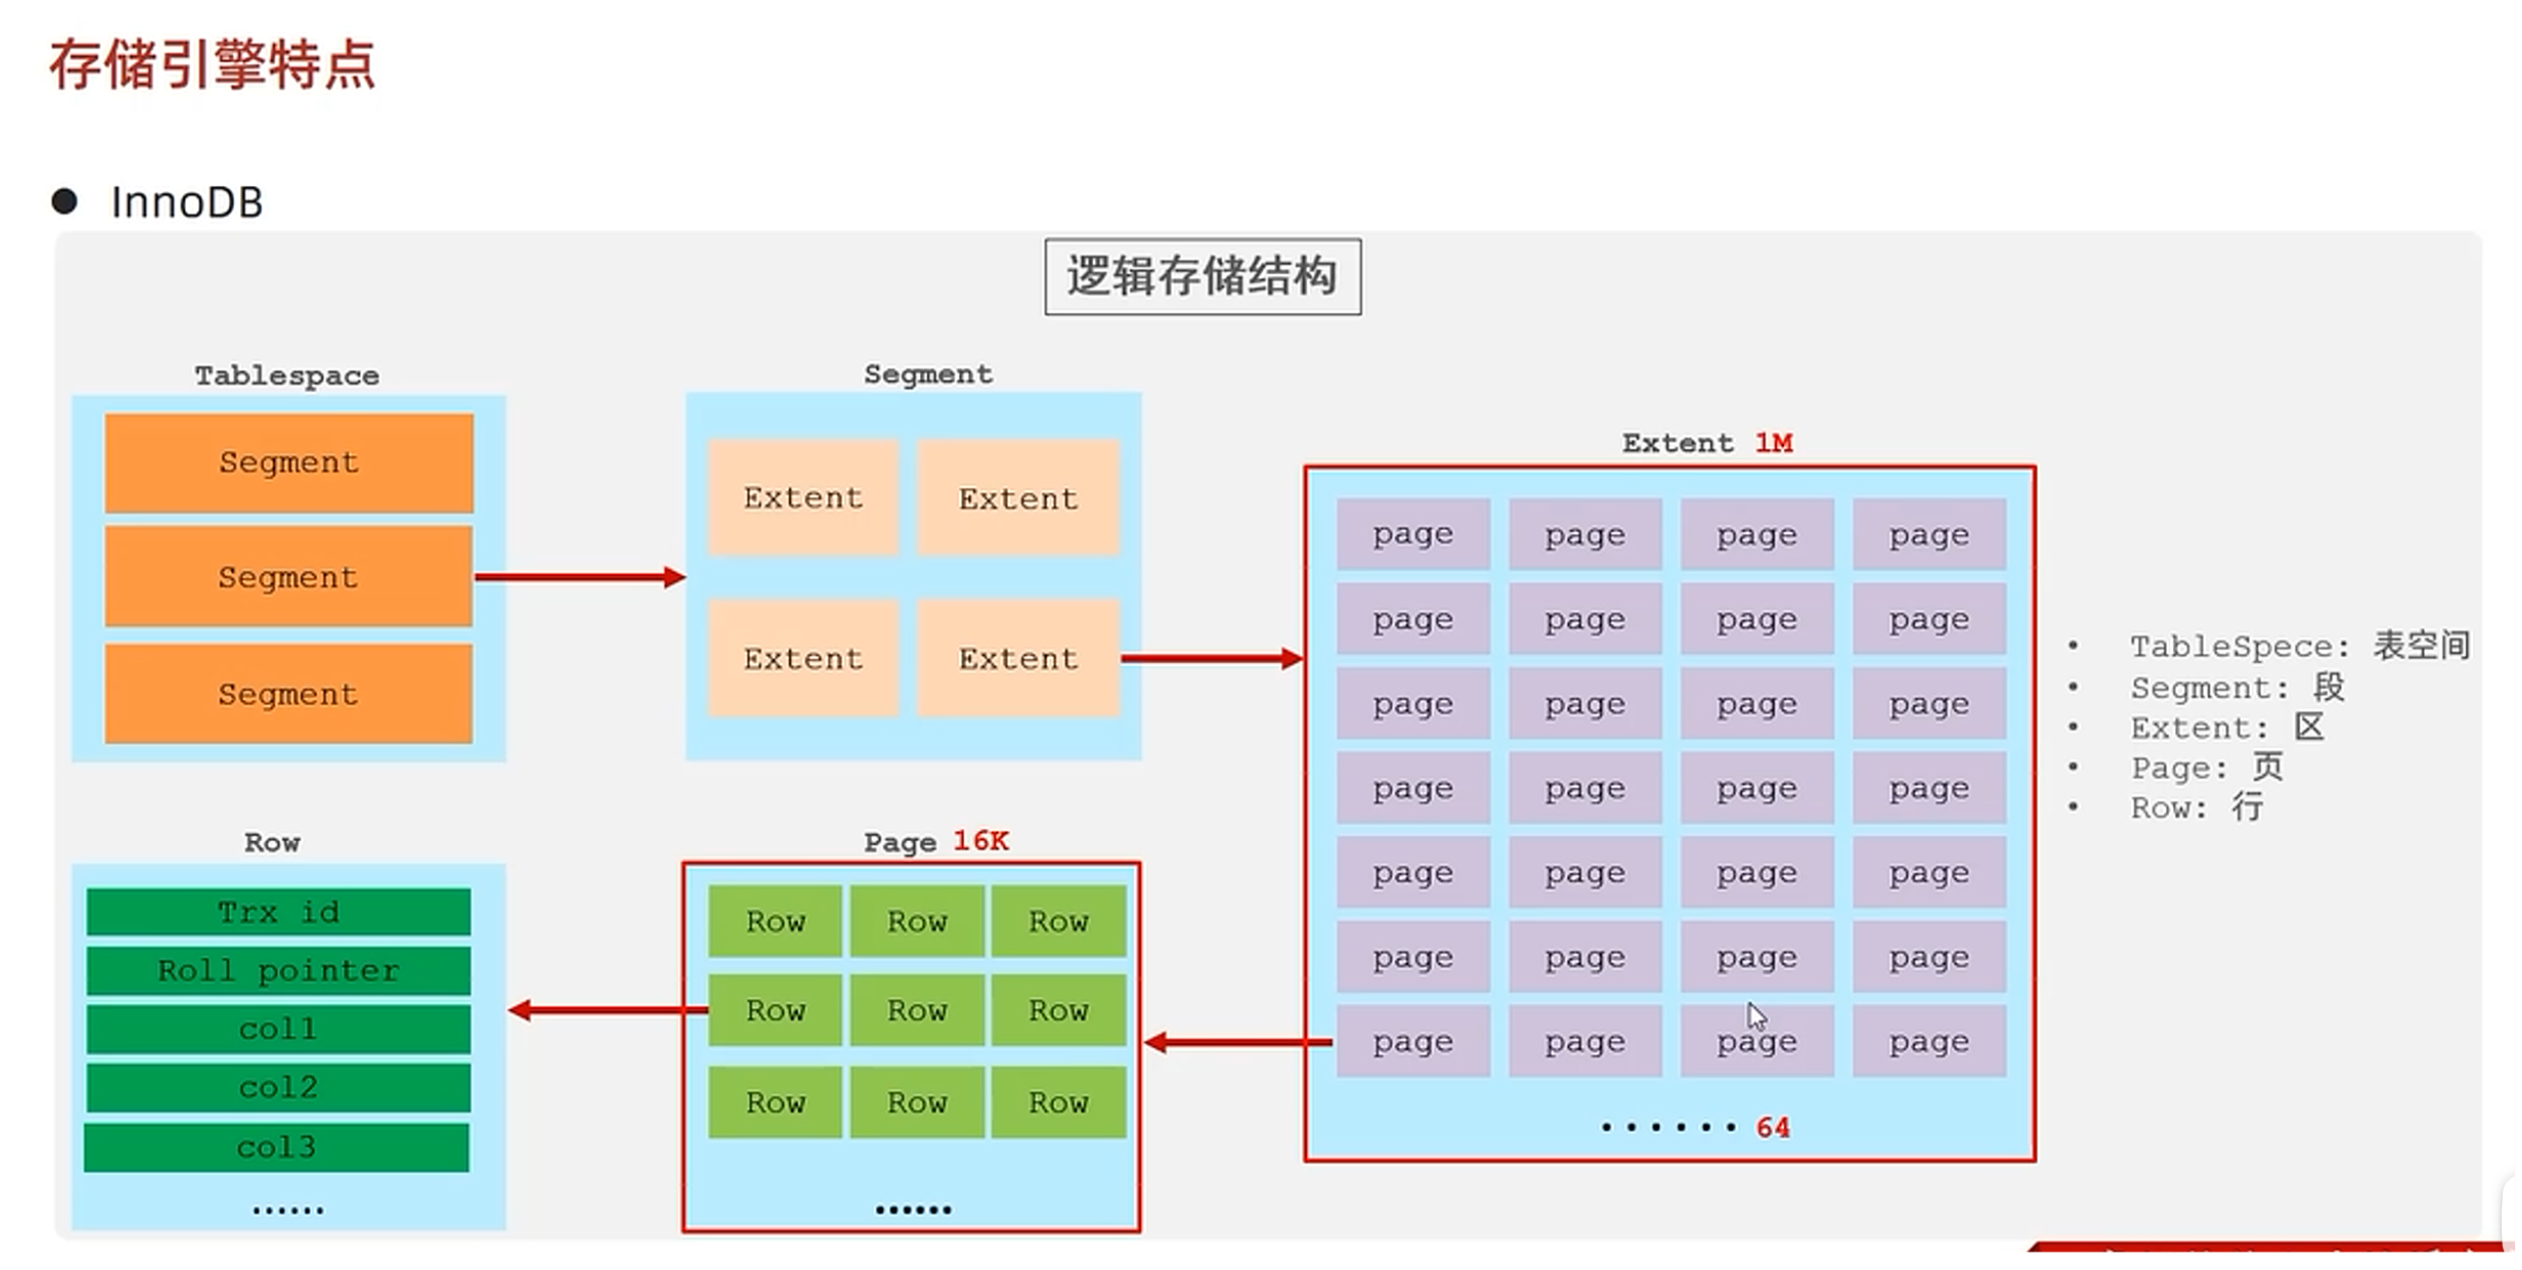 存储引擎特点
● InnoDB
逻辑存储结构
Tablespace
Segment
Segment
Segment
Segment
Extent Extent
Extent Extent
Extent 1M
page page page page
page page page page
page page page page
page page page page
page page page page
page page page page
page page page page
······ 64
• TableSpece: 表空间
• Segment: 段
• Extent: 区
• Page: 页
• Row: 行
Row
Trx id
Roll pointer
col1
col2
col3
······
Page 16K
Row Row Row
Row Row Row
Row Row Row
······